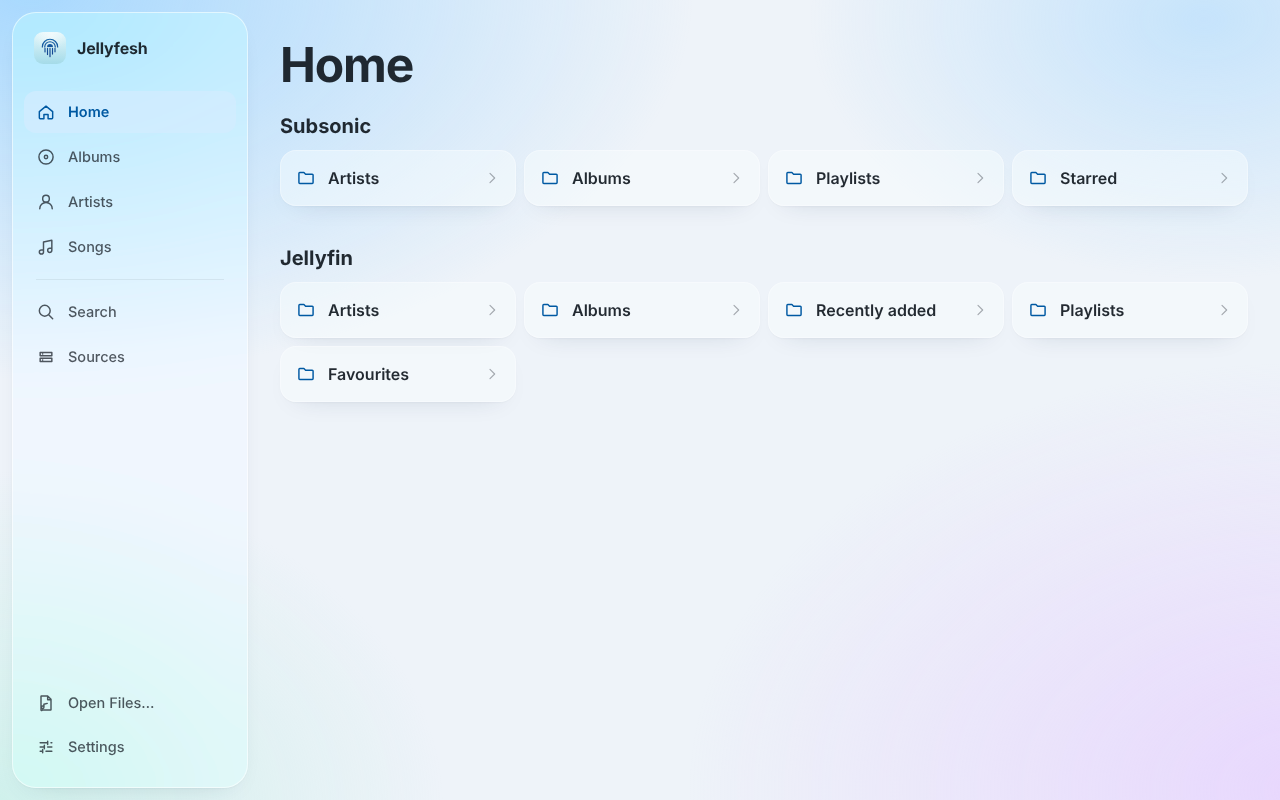 Jellyfesh
Home
Albums
Artists
Songs
Search
Sources
Open Files...
Settings
Home
Subsonic
Artists
Albums
Playlists
Starred
Jellyfin
Artists
Albums
Recently added
Playlists
Favourites